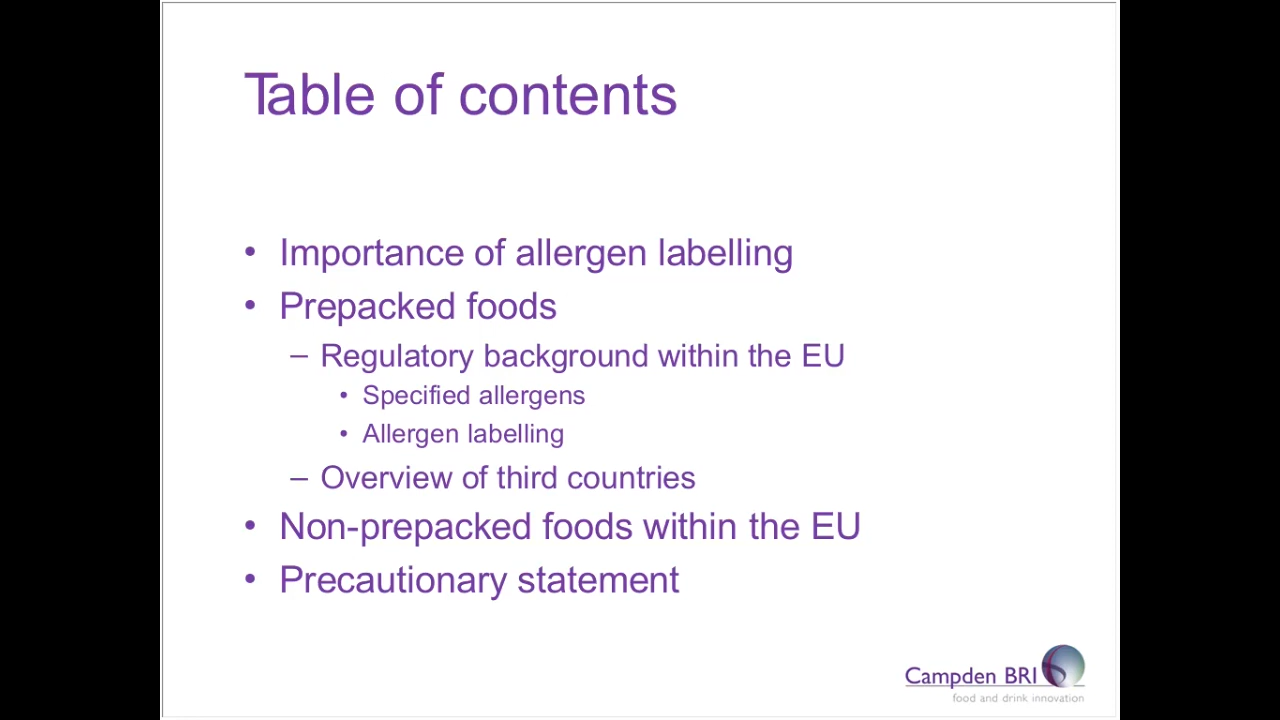 Table of contents
• Importance of allergen labelling
• Prepacked foods
– Regulatory background within the EU
• Specified allergens
• Allergen labelling
– Overview of third countries
• Non-prepacked foods within the EU
• Precautionary statement
Campden BRI
food and drink innovation